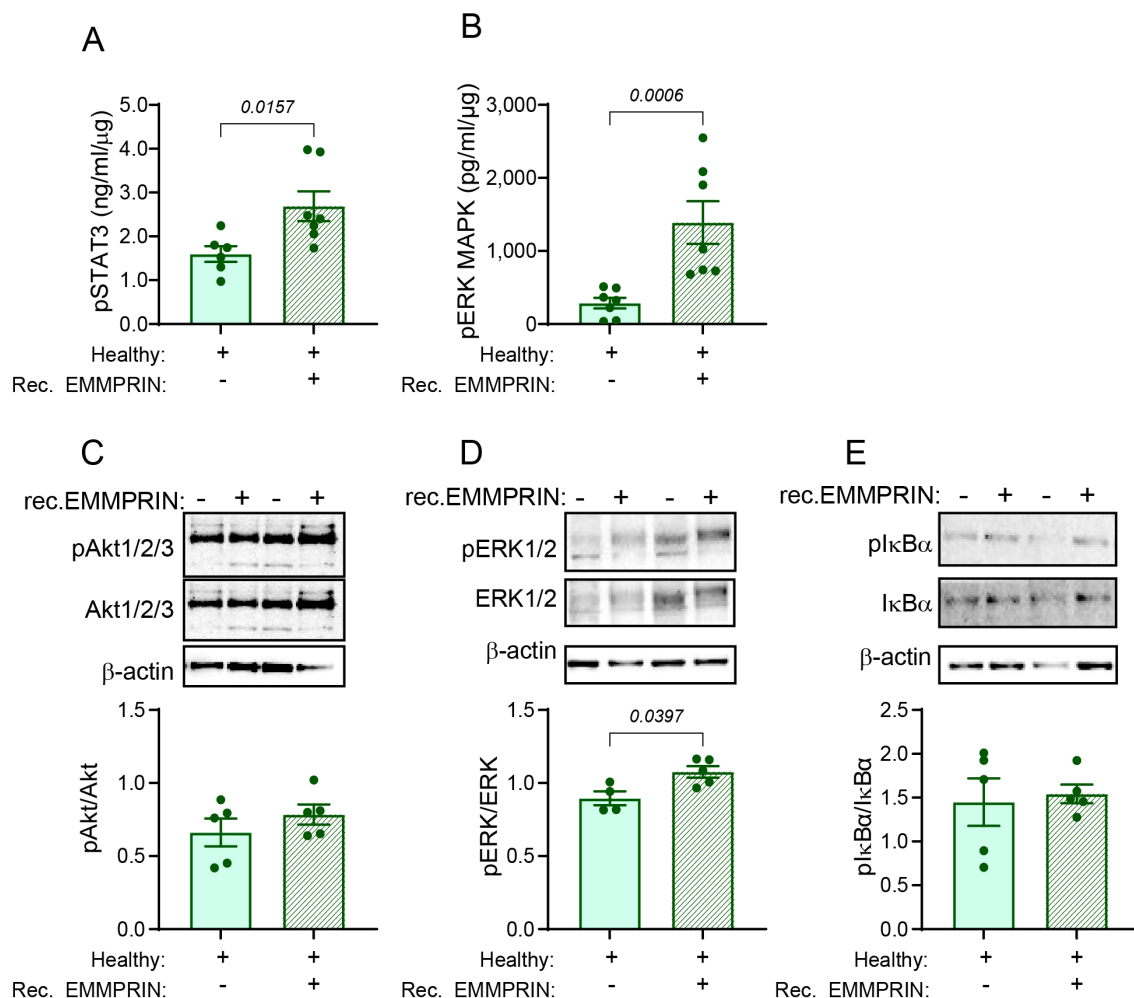 A
0.0157
5.0
4.0
3.0
2.0
1.0
0.0
pSTAT3 (ng/ml/μg)
Healthy: + +
Rec. EMMPRIN: - +
B
0.0006
3,000
2,000
1,000
0
pERK MAPK (pg/ml/μg)
Healthy: + +
Rec. EMMPRIN: - +
C
rec.EMMPRIN: - + - +
pAkt1/2/3
Akt1/2/3
β-actin
1.5
1.0
0.5
0.0
pAkt/Akt
Healthy: + +
Rec. EMMPRIN: - +
D
rec.EMMPRIN: - + - +
pERK1/2
ERK1/2
β-actin
0.0397
1.5
1.0
0.5
0.0
pERK/ERK
Healthy: + +
Rec. EMMPRIN: - +
E
rec.EMMPRIN: - + - +
pIκBα
IκBα
β-actin
2.5
2.0
1.5
1.0
0.5
0.0
pIκBα/IκBα
Healthy: + +
Rec. EMMPRIN: - +